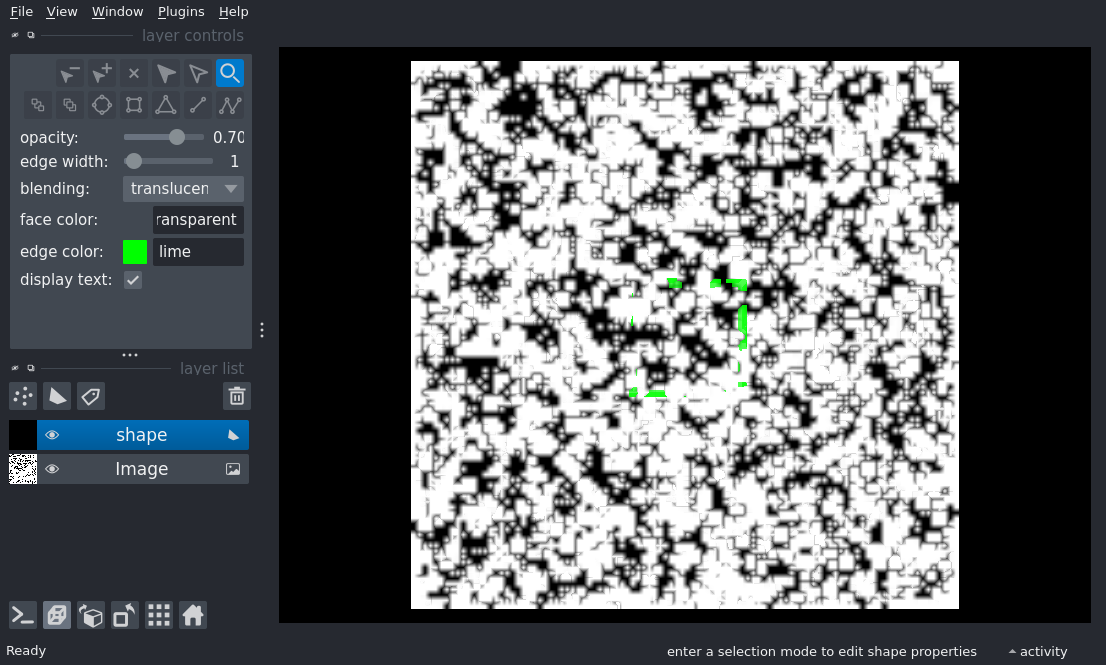 File View Window Plugins Help
layer controls
opacity: 0.70
edge width: 1
blending: translucen
face color: ransparent
edge color: lime
display text:
layer list
shape
Image
Ready
enter a selection mode to edit shape properties
activity